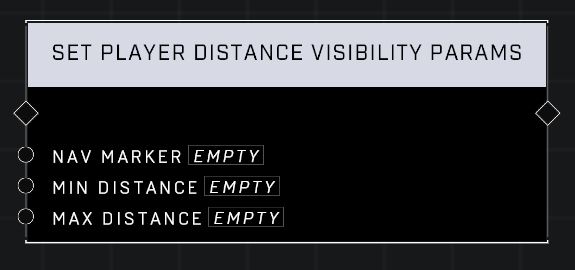 SET PLAYER DISTANCE VISIBILITY PARAMS
NAV MARKER EMPTY
MIN DISTANCE EMPTY
MAX DISTANCE EMPTY